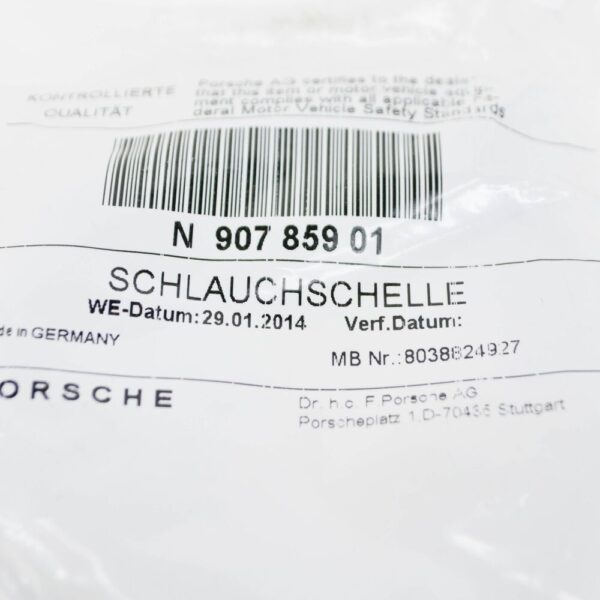 KONTROLLIERTE
QUALITÄT
Porsche AG certifies to the dealer
that this item or motor vehicle equip-
ment complies with all applicable Fe-
deral Motor Vehicle Safety Standards
N 907 859 01
SCHLAUCHSCHELLE
WE-Datum:29.01.2014 Verf.Datum:
de in GERMANY
MB Nr.:8038824927
ORSCHE
Dr. h.c. F. Porsche AG
Porscheplatz 1,D-70435 Stuttgart